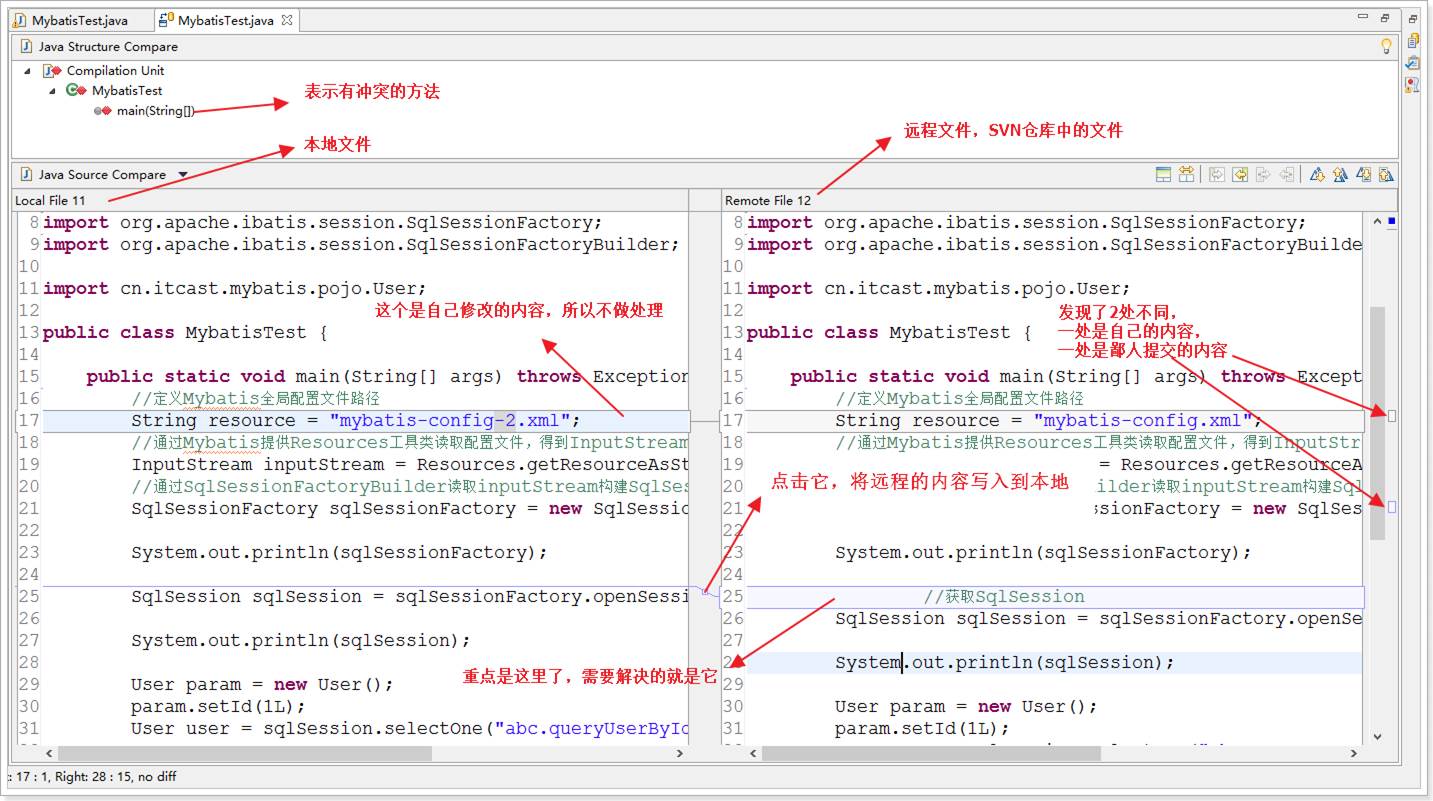 MybatisTest.java
MybatisTest.java
Java Structure Compare
Compilation Unit
MybatisTest
main(String[])
表示有冲突的方法
本地文件
远程文件，SVN仓库中的文件
Java Source Compare
Local File 11
8 import org.apache.ibatis.session.SqlSessionFactory;
9 import org.apache.ibatis.session.SqlSessionFactoryBuilder;
10
11 import cn.itcast.mybatis.pojo.User;
12
这个是自己修改的内容，所以不做处理
13 public class MybatisTest {
14
15 public static void main(String[] args) throws Exception
16 //定义Mybatis全局配置文件路径
17 String resource = "mybatis-config-2.xml";
18 //通过Mybatis提供Resources工具类读取配置文件，得到InputStream
19 InputStream inputStream = Resources.getResourceAsSt
20 //通过SqlSessionFactoryBuilder读取inputStream构建SqlSes
21 SqlSessionFactory sqlSessionFactory = new SqlSessio
22
23 System.out.println(sqlSessionFactory);
24
25 SqlSession sqlSession = sqlSessionFactory.openSessi
26
27 System.out.println(sqlSession);
28
重点是这里了，需要解决的就是它
29 User param = new User();
30 param.setId(1L);
31 User user = sqlSession.selectOne("abc.queryUserById
Remote File 12
8 import org.apache.ibatis.session.SqlSessionFactory;
9 import org.apache.ibatis.session.SqlSessionFactoryBuilde
10
11 import cn.itcast.mybatis.pojo.User;
12
发现了2处不同，
一处是自己的内容，
一处是鄙人提交的内容
13 public class MybatisTest {
14
15 public static void main(String[] args) throws Except
16 //定义Mybatis全局配置文件路径
17 String resource = "mybatis-config.xml";
18 //通过Mybatis提供Resources工具类读取配置文件，得到InputStr
19 = Resources.getResourceA
点击它，将远程的内容写入到本地
20 ilder读取inputStream构建Sql
21 ssionFactory = new SqlSes
22
23 System.out.println(sqlSessionFactory);
24
25 //获取SqlSession
26 SqlSession sqlSession = sqlSessionFactory.openSe
27
System.out.println(sqlSession);
29
30 User param = new User();
31 param.setId(1L);
: 17 : 1, Right: 28 : 15, no diff